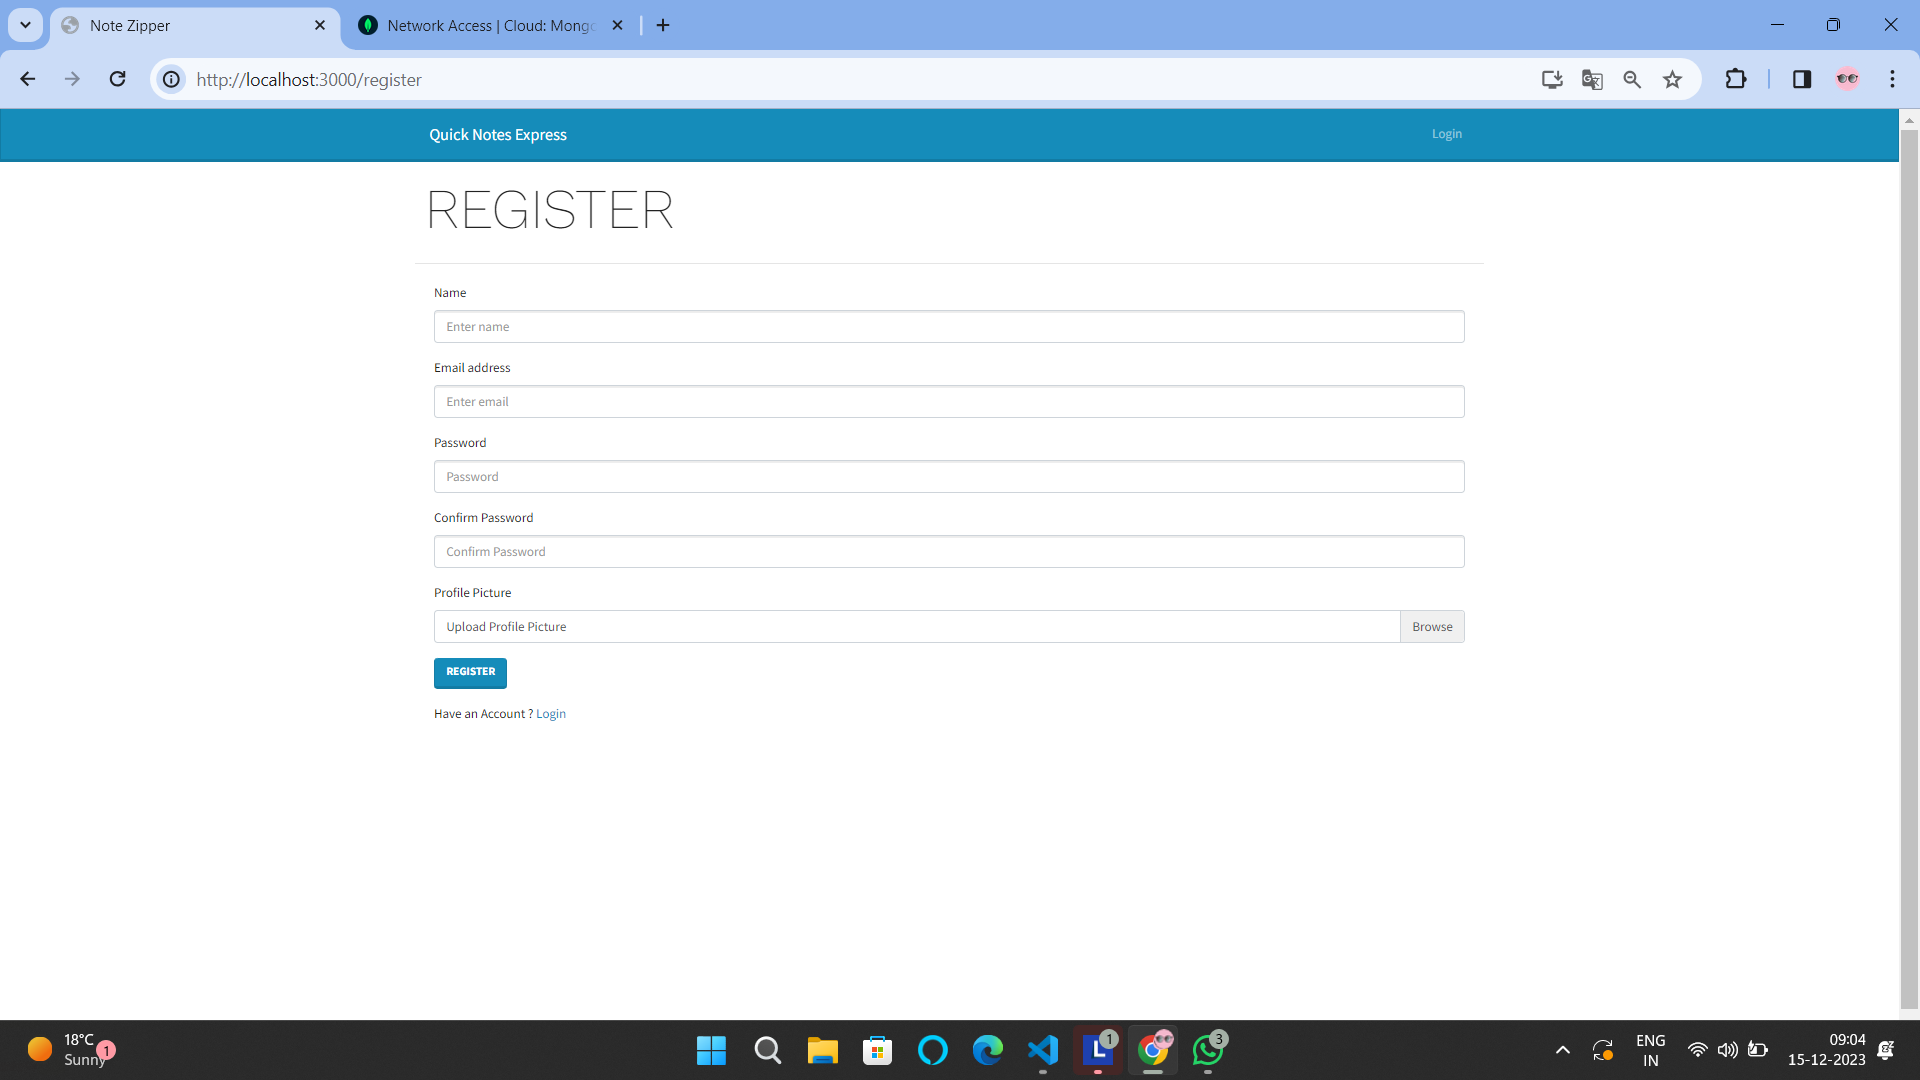 Note Zipper
Network Access | Cloud: Mong
http://localhost:3000/register
Quick Notes Express
Login
REGISTER
Name
Enter name
Email address
Enter email
Password
Password
Confirm Password
Confirm Password
Profile Picture
Upload Profile Picture
Browse
REGISTER
Have an Account ? Login
18°C
Sunny
1
L
1
3
ENG
IN
09:04
15-12-2023